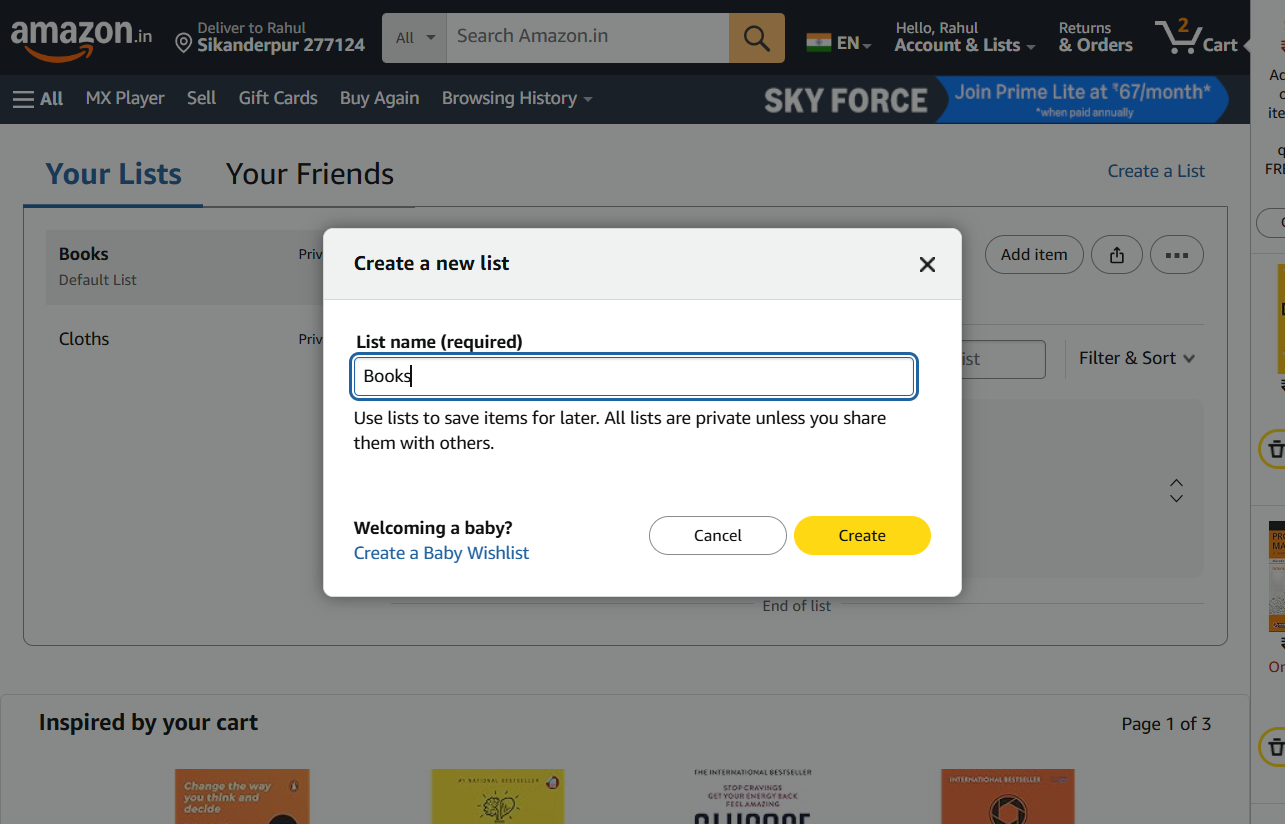 amazon.in
Deliver to Rahul
Sikanderpur 277124
All
Search Amazon.in
EN
Hello, Rahul
Account & Lists
Returns
& Orders
2
Cart
All
MX Player
Sell
Gift Cards
Buy Again
Browsing History
SKY FORCE
Join Prime Lite at ₹67/month*
*when paid annually
Your Lists
Your Friends
Create a List
Books
Default List
Cloths
Create a new list
Add item
List name (required)
Books
Filter & Sort
Use lists to save items for later. All lists are private unless you share
them with others.
Welcoming a baby?
Create a Baby Wishlist
Cancel
Create
End of list
Inspired by your cart
Page 1 of 3
Change the way
you think and
decide
#1 NATIONAL BESTSELLER
THE INTERNATIONAL BESTSELLER
STOP CRAVINGS
GET YOUR ENERGY BACK
FEEL AMAZING
INTERNATIONAL BESTSELLER